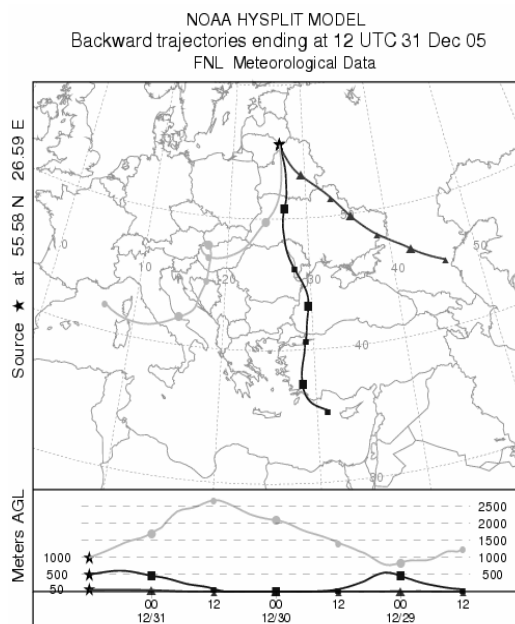 NOAA HYSPLIT MODEL
Backward trajectories ending at 12 UTC 31 Dec 05
FNL Meteorological Data
Source ★ at 55.58 N 26.59 E
0
10
20
30
40
50
50
40
30
Meters AGL
2500
2000
1500
1000
500
1000
500
50
00 12 00 12 00 12
12/31 12/30 12/29